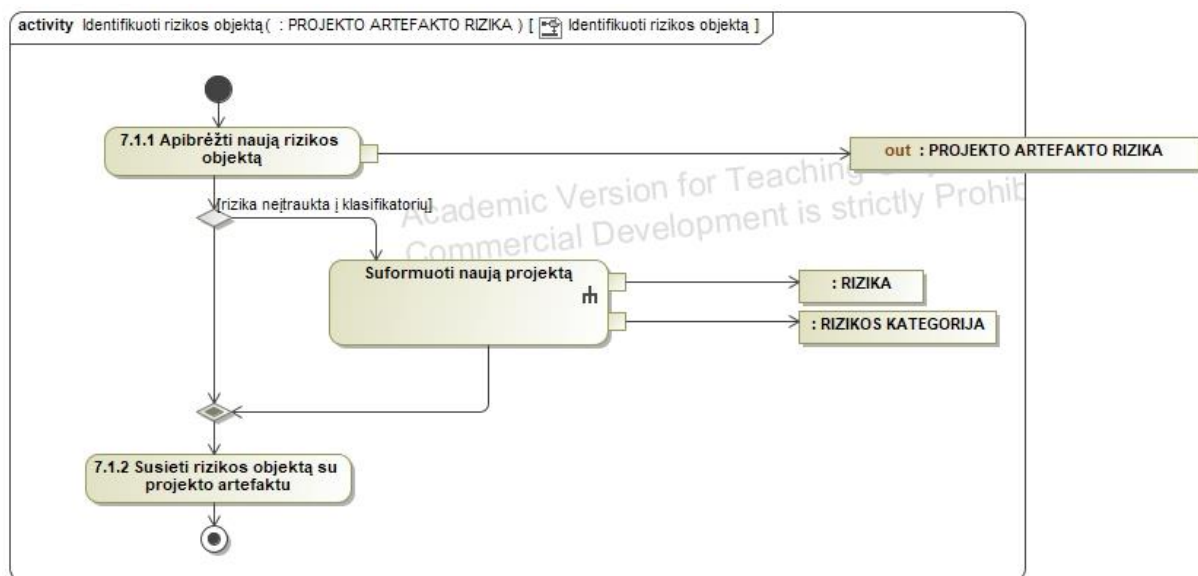 activity Identifikuoti rizikos objektą( : PROJEKTO ARTEFAKTO RIZIKA ) [ Identifikuoti rizikos objektą ]
7.1.1 Apibrėžti naują rizikos
objektą
out : PROJEKTO ARTEFAKTO RIZIKA
[rizika neįtraukta į klasifikatorių]
Academic Version for Teaching
Commercial Development is strictly Prohib
Suformuoti naują projektą
: RIZIKA
: RIZIKOS KATEGORIJA
7.1.2 Susieti rizikos objektą su
projekto artefaktu